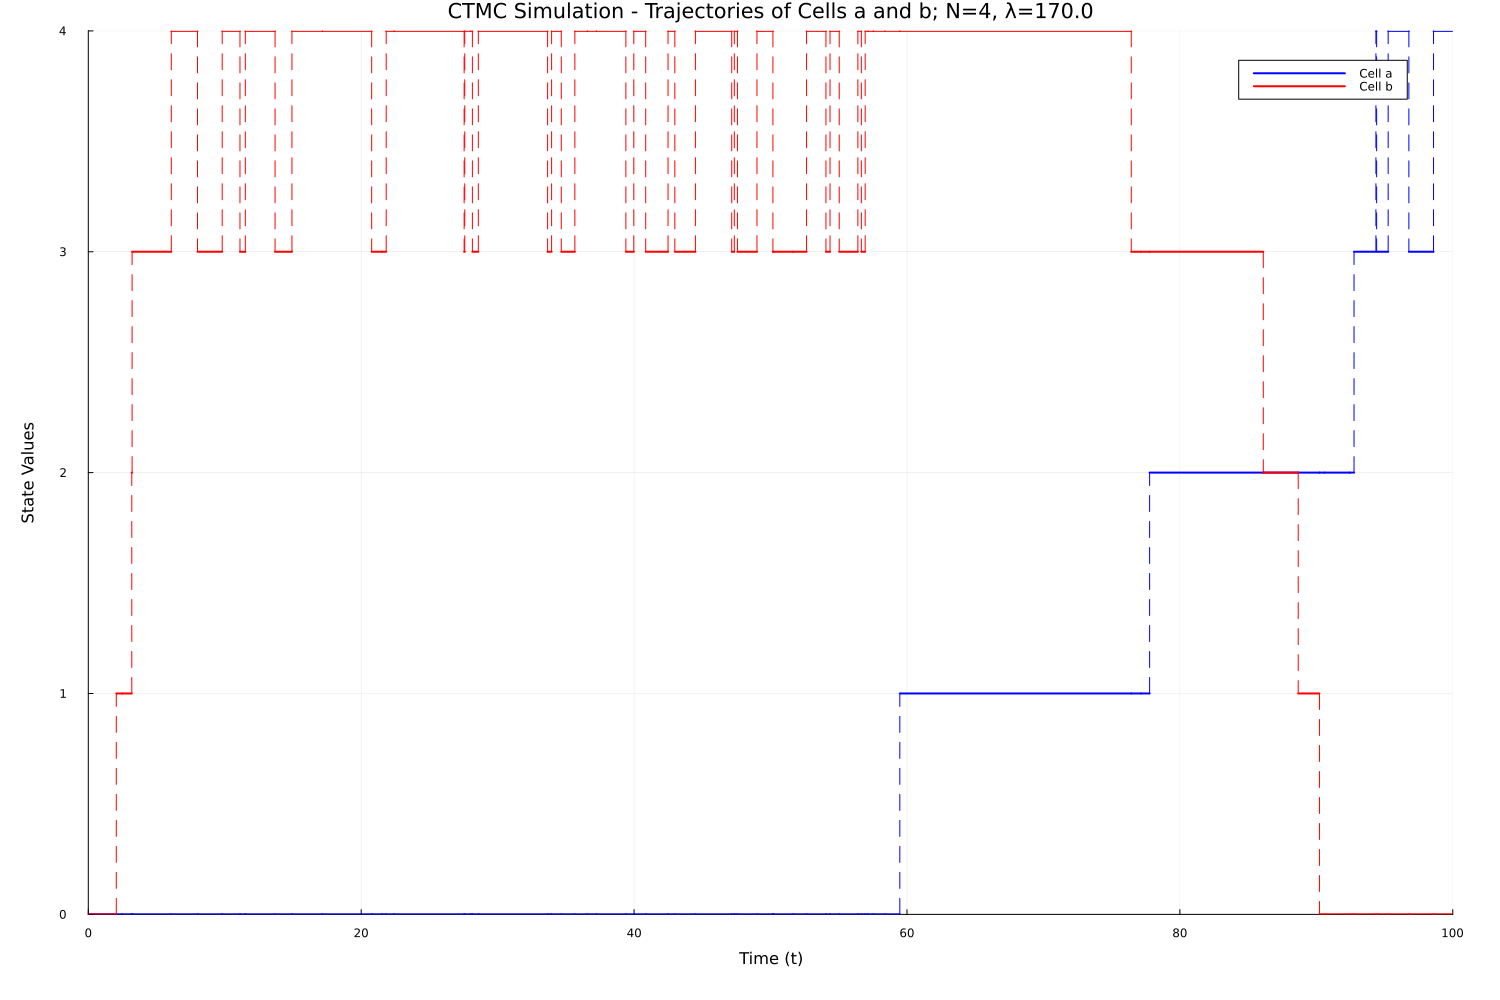 CTMC Simulation - Trajectories of Cells a and b; N=4, λ=170.0
4
Cell a
Cell b
3
State Values
2
1
0
0 20 40 60 80 100
Time (t)